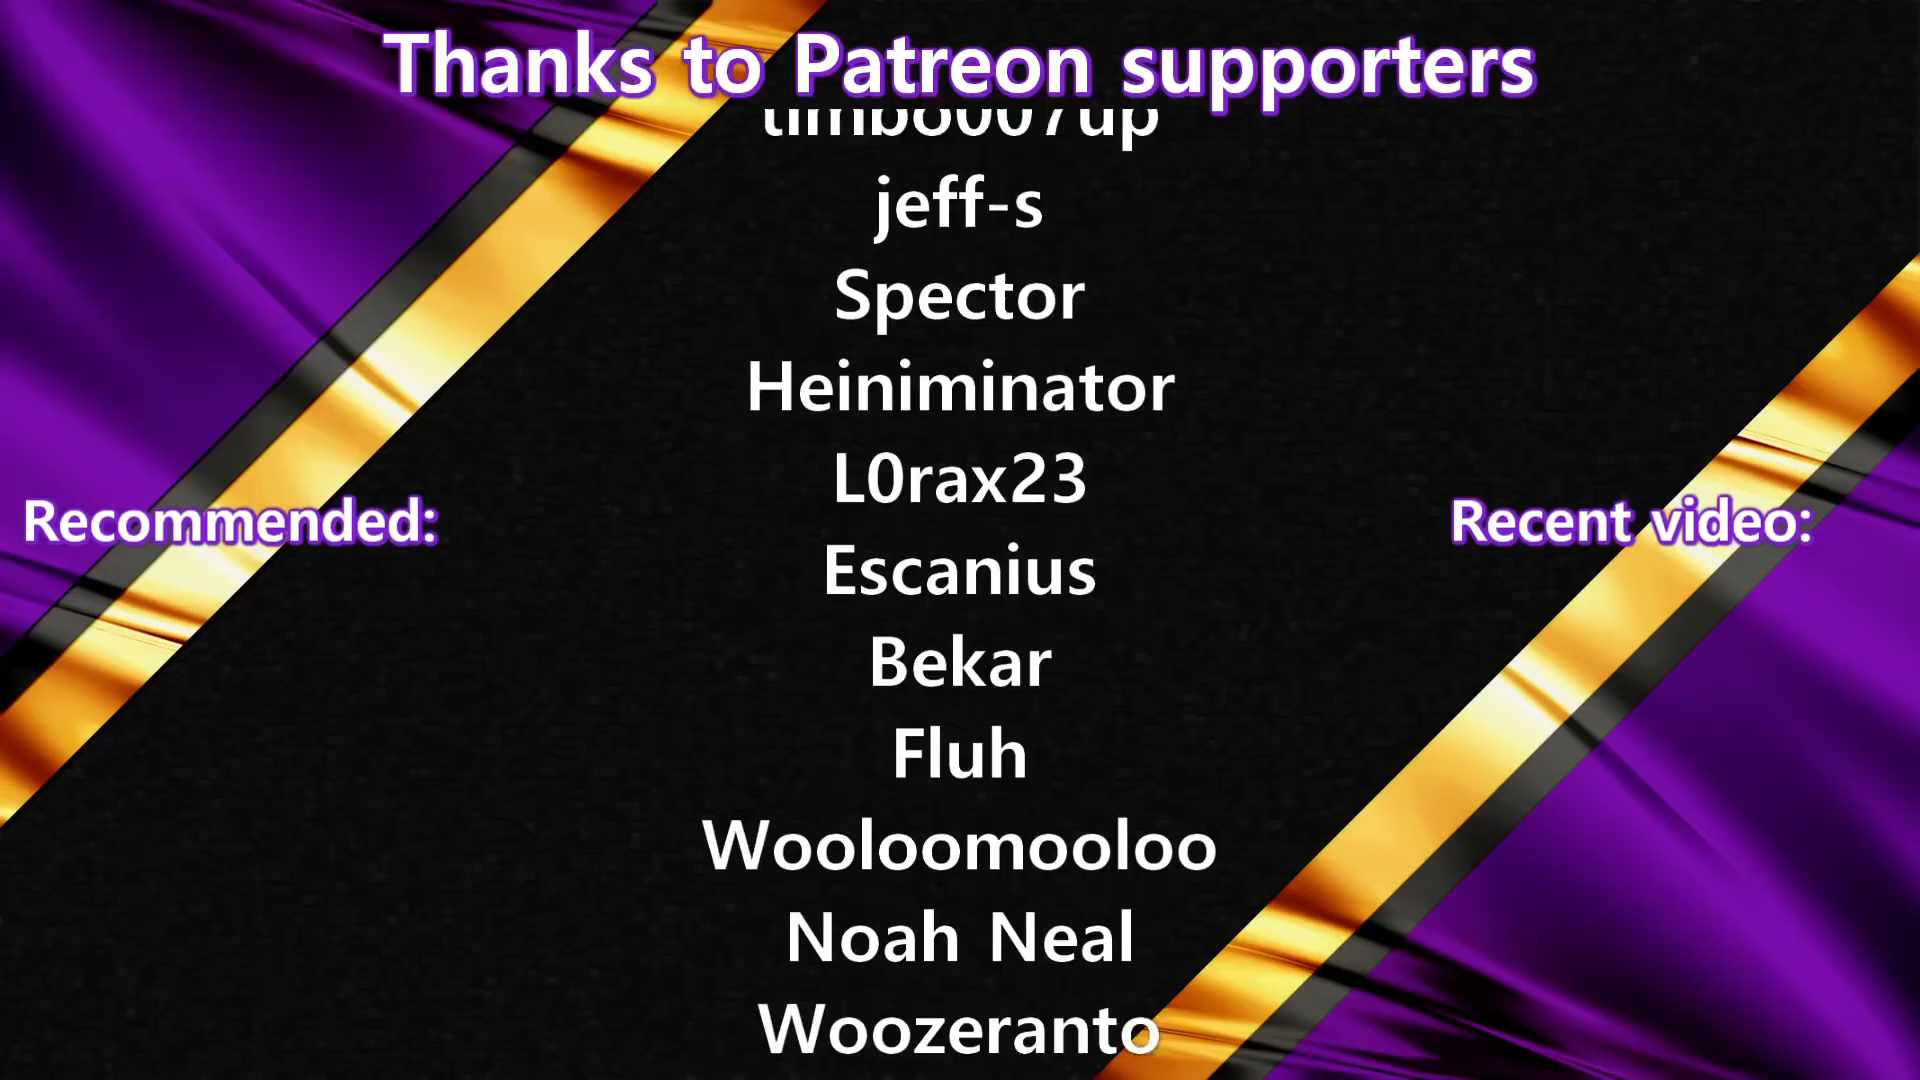 Thanks to Patreon supporters
jeff-s
Spector
Heiniminator
L0rax23
Recommended:
Recent video:
Escanius
Bekar
Fluh
Wooloomooloo
Noah Neal
Woozeranto